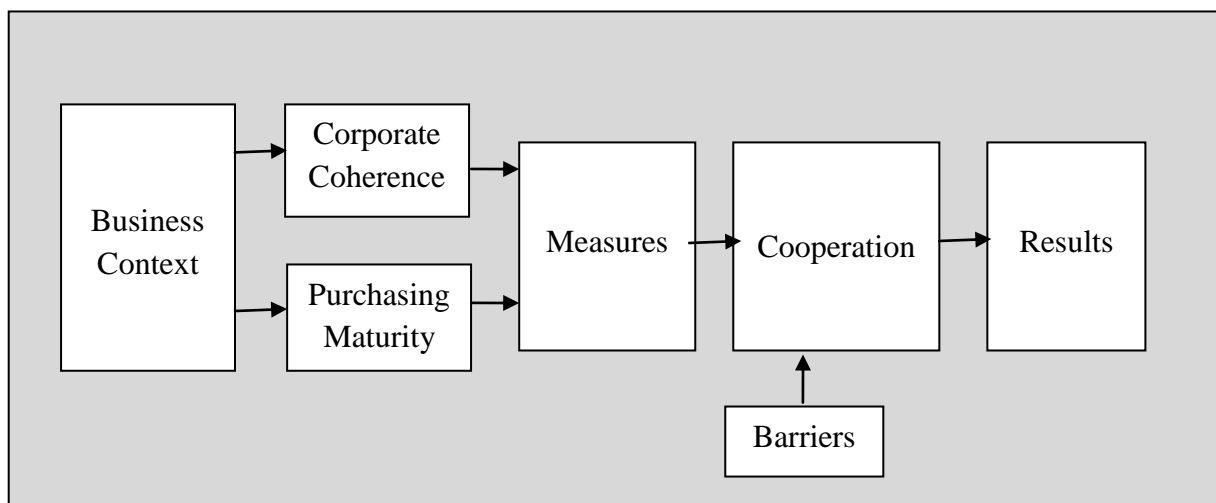 Business
Context
Corporate
Coherence
Purchasing
Maturity
Measures
Cooperation
Results
Barriers